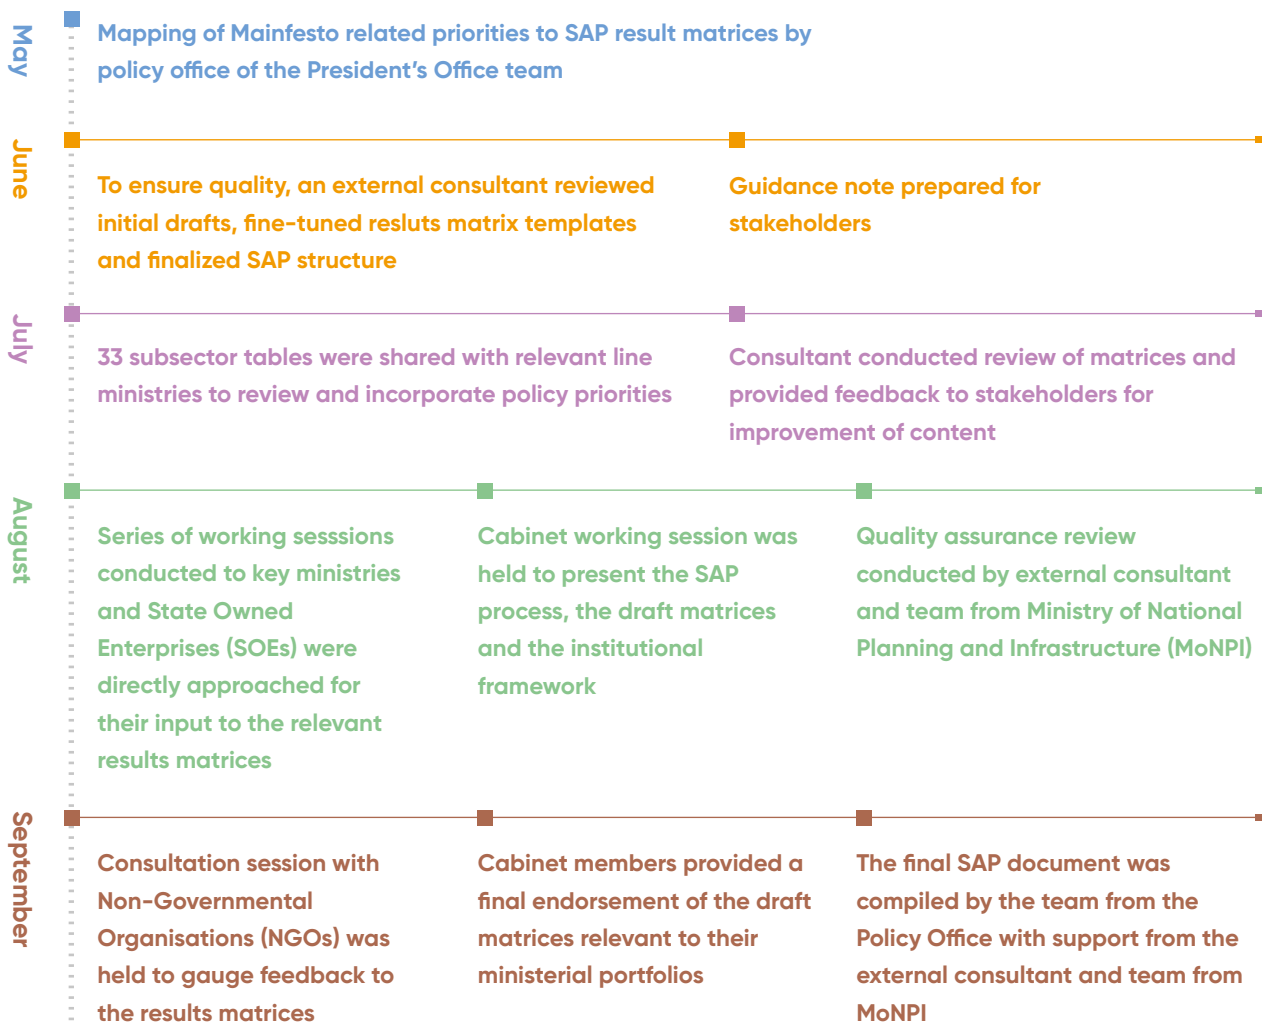 May
Mapping of Mainfesto related priorities to SAP result matrices by
policy office of the President’s Office team
June
To ensure quality, an external consultant reviewed
initial drafts, fine-tuned resluts matrix templates
and finalized SAP structure
Guidance note prepared for
stakeholders
July
33 subsector tables were shared with relevant line
ministries to review and incorporate policy priorities
Consultant conducted review of matrices and
provided feedback to stakeholders for
improvement of content
August
Series of working sesssions
conducted to key ministries
and State Owned
Enterprises (SOEs) were
directly approached for
their input to the relevant
results matrices
Cabinet working session was
held to present the SAP
process, the draft matrices
and the institutional
framework
Quality assurance review
conducted by external consultant
and team from Ministry of National
Planning and Infrastructure (MoNPI)
September
Consultation session with
Non-Governmental
Organisations (NGOs) was
held to gauge feedback to
the results matrices
Cabinet members provided a
final endorsement of the draft
matrices relevant to their
ministerial portfolios
The final SAP document was
compiled by the team from the
Policy Office with support from the
external consultant and team from
MoNPI